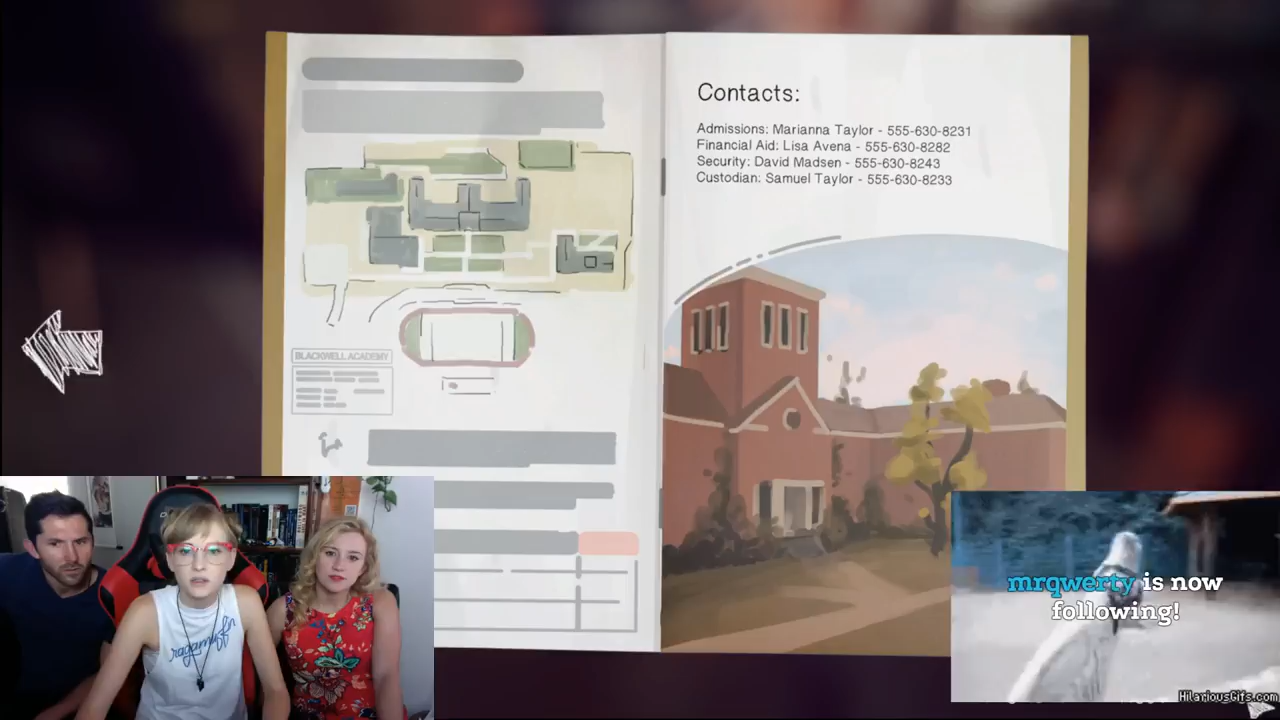 Contacts:
Admissions: Marianna Taylor - 555-630-8231
Financial Aid: Lisa Avena - 555-630-8282
Security: David Madsen - 555-630-8243
Custodian: Samuel Taylor - 555-630-8233
BLACKWELL ACADEMY
ragamuffin
mrqwerty is now
following!
HilariousGifs.com